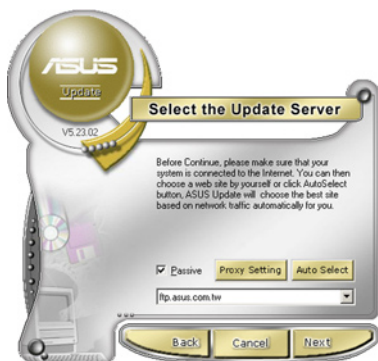 ASUS
Update
V5.23.02
Select the Update Server
Before Continue, please make sure that your
system is connected to the Internet. You can then
choose a web site by yourself or click AutoSelect
button, ASUS Update will choose the best site
based on network traffic automatically for you.
Passive
Proxy Setting
Auto Select
ftp.asus.com.tw
Back
Cancel
Next